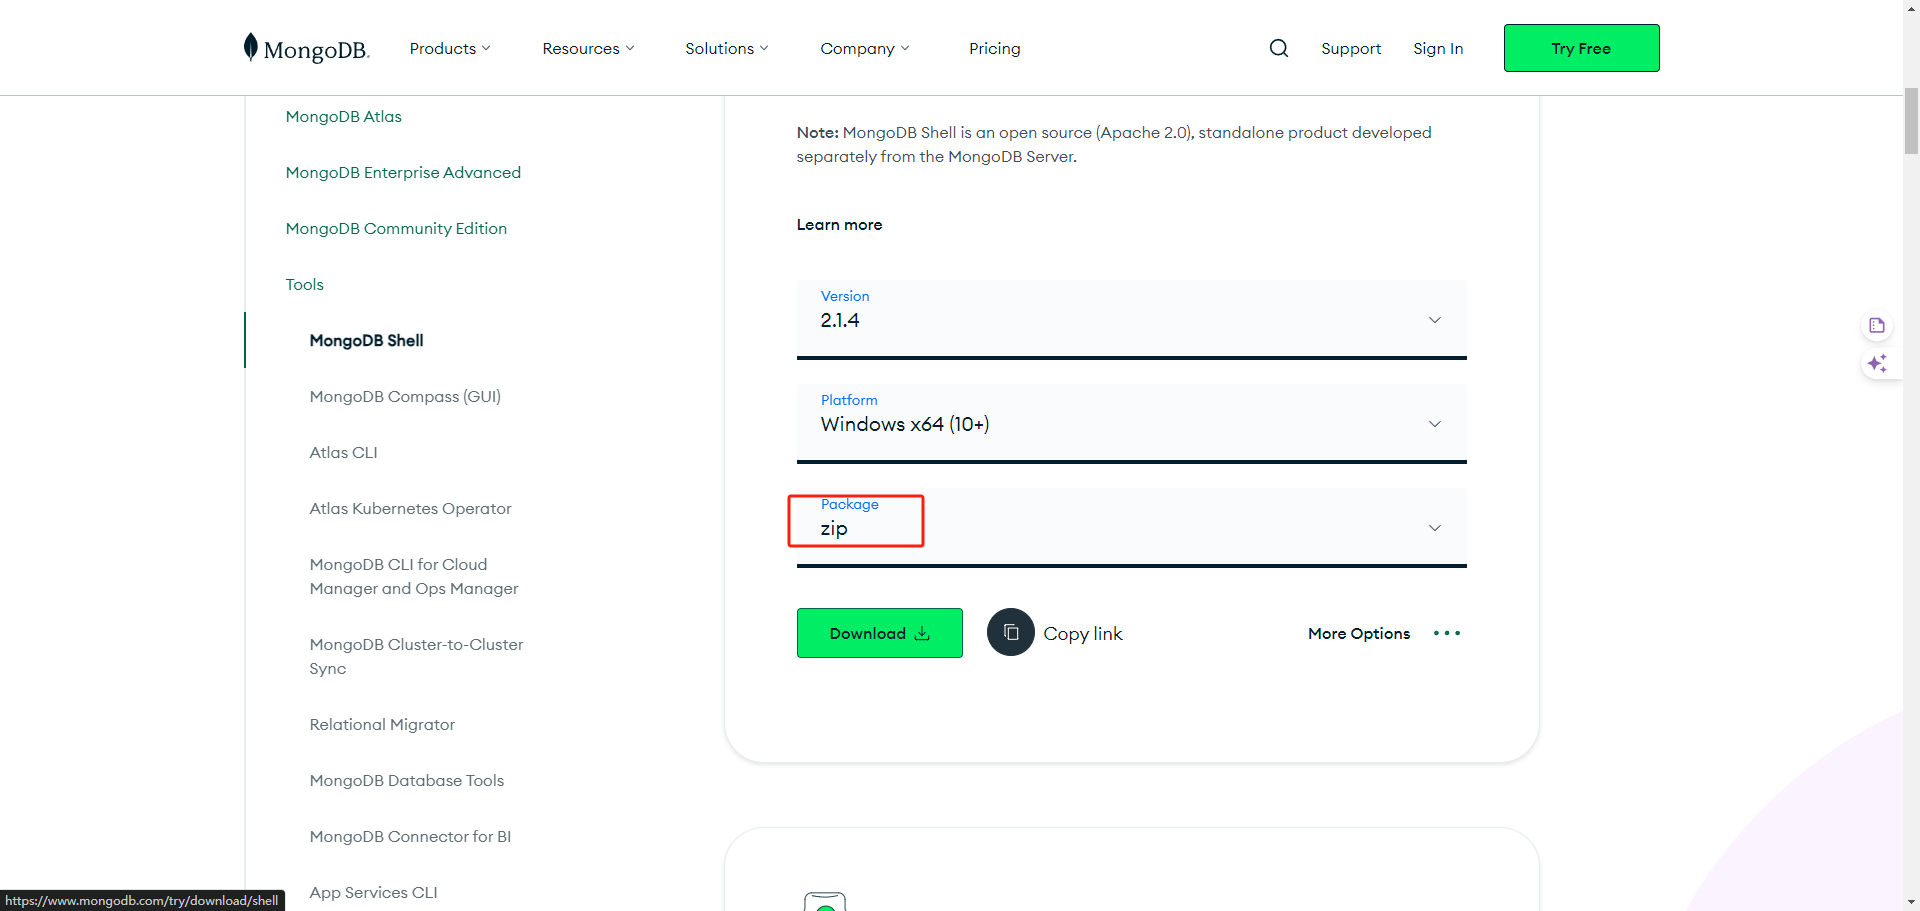 MongoDB.
Products
Resources
Solutions
Company
Pricing
Support
Sign In
Try Free
MongoDB Atlas
MongoDB Enterprise Advanced
MongoDB Community Edition
Tools
MongoDB Shell
MongoDB Compass (GUI)
Atlas CLI
Atlas Kubernetes Operator
MongoDB CLI for Cloud
Manager and Ops Manager
MongoDB Cluster-to-Cluster
Sync
Relational Migrator
MongoDB Database Tools
MongoDB Connector for BI
App Services CLI
Note: MongoDB Shell is an open source (Apache 2.0), standalone product developed
separately from the MongoDB Server.
Learn more
Version
2.1.4
Platform
Windows x64 (10+)
Package
zip
Download
Copy link
More Options
https://www.mongodb.com/try/download/shell